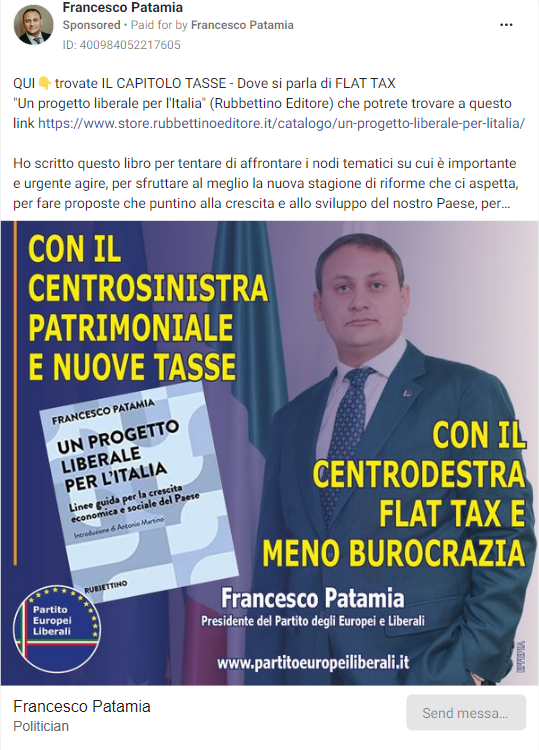 Francesco Patamia
Sponsored • Paid for by Francesco Patamia
ID: 400984052217605
QUI👇 trovate IL CAPITOLO TASSE - Dove si parla di FLAT TAX
"Un progetto liberale per l'Italia" (Rubbettino Editore) che potrete trovare a questo
link https://www.store.rubbettinoeditore.it/catalogo/un-progetto-liberale-per-litalia/
Ho scritto questo libro per tentare di affrontare i nodi tematici su cui è importante
e urgente agire, per sfruttare al meglio la nuova stagione di riforme che ci aspetta,
per fare proposte che puntino alla crescita e allo sviluppo del nostro Paese, per...
CON IL
CENTROSINISTRA
PATRIMONIALE
E NUOVE TASSE
FRANCESCO PATAMIA
UN PROGETTO
LIBERALE
PER L'ITALIA
Linee guida per la crescita
economica e sociale del Paese
Introduzione di Antonio Martino
RUBBETTINO
CON IL
CENTRODESTRA
FLAT TAX E
MENO BUROCRAZIA
Partito
Europei
Liberali
Francesco Patamia
Presidente del Partito degli Europei e Liberali
www.partitoeuropeiliberali.it
Francesco Patamia
Politician
Send messa...